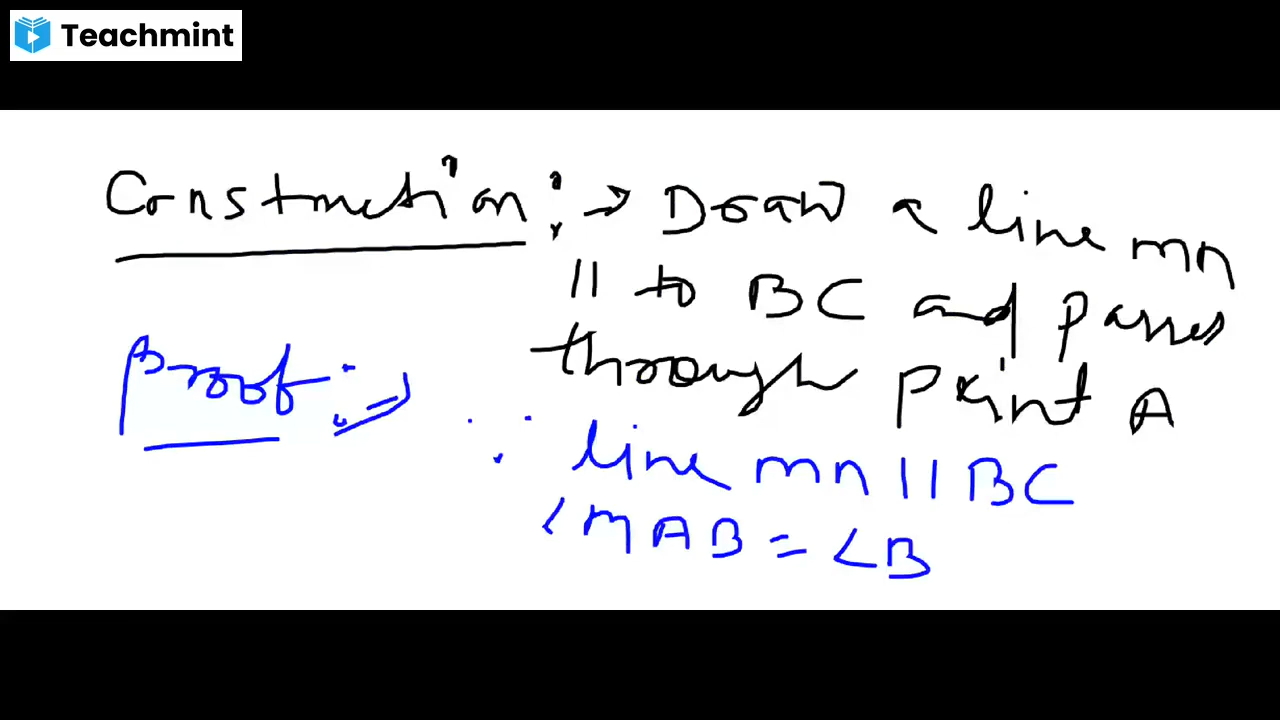 Teachmint
Construction :→ Draw a line mn
|| to BC and passes
through point A
Proof :⇒
∵ line mn || BC
∠MAB = ∠B